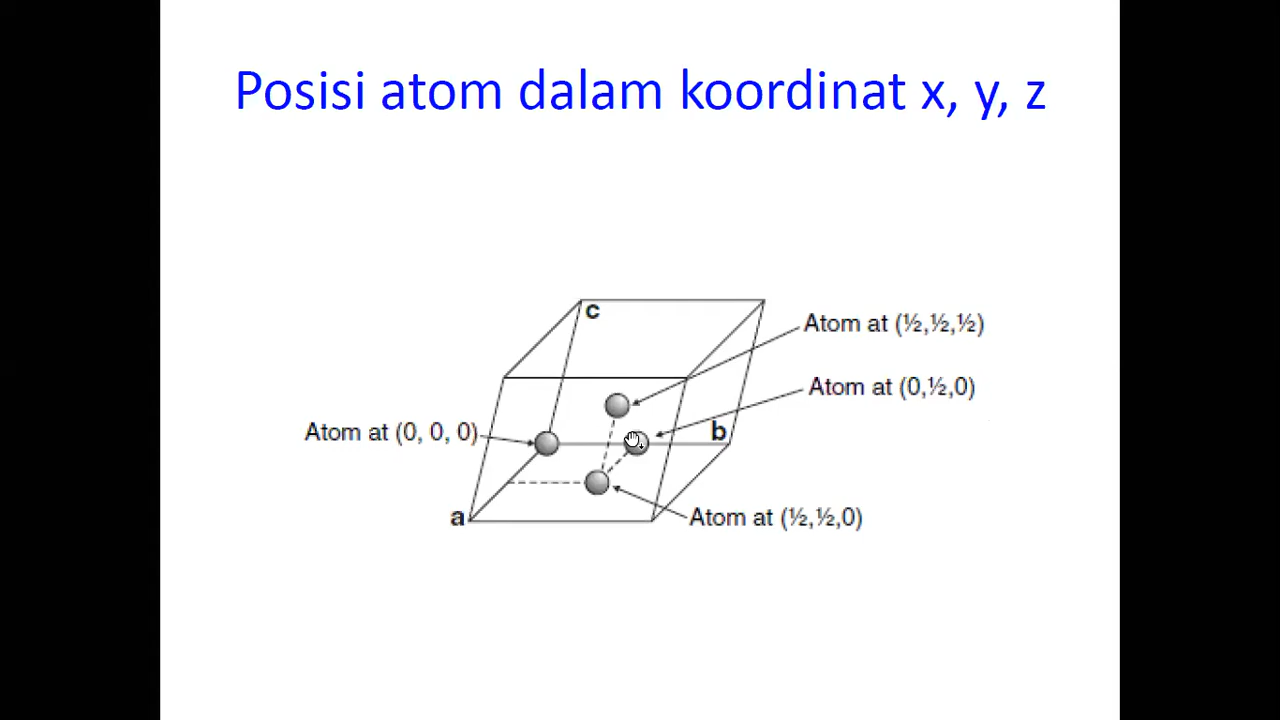 Posisi atom dalam koordinat x, y, z
c
Atom at (½,½,½)
Atom at (0,½,0)
Atom at (0, 0, 0)
b
a
Atom at (½,½,0)